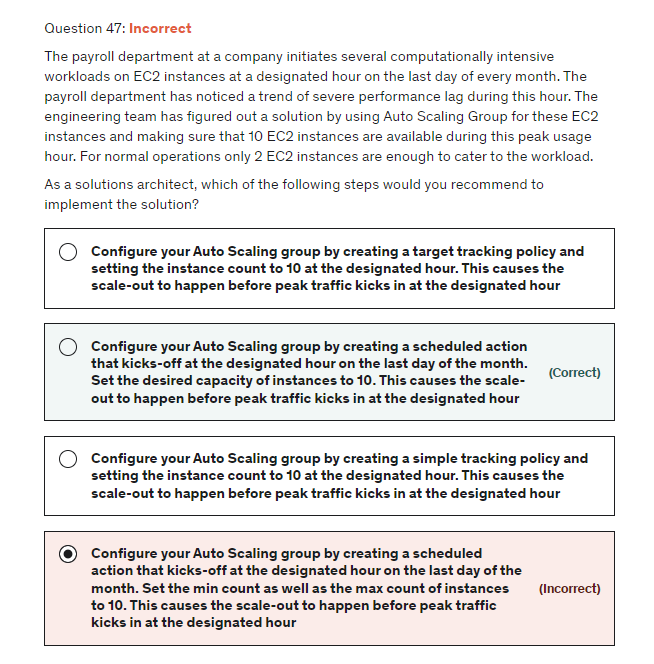 Question 47: Incorrect
The payroll department at a company initiates several computationally intensive
workloads on EC2 instances at a designated hour on the last day of every month. The
payroll department has noticed a trend of severe performance lag during this hour. The
engineering team has figured out a solution by using Auto Scaling Group for these EC2
instances and making sure that 10 EC2 instances are available during this peak usage
hour. For normal operations only 2 EC2 instances are enough to cater to the workload.
As a solutions architect, which of the following steps would you recommend to
implement the solution?
Configure your Auto Scaling group by creating a target tracking policy and
setting the instance count to 10 at the designated hour. This causes the
scale-out to happen before peak traffic kicks in at the designated hour
Configure your Auto Scaling group by creating a scheduled action
that kicks-off at the designated hour on the last day of the month.
Set the desired capacity of instances to 10. This causes the scale-
out to happen before peak traffic kicks in at the designated hour
(Correct)
Configure your Auto Scaling group by creating a simple tracking policy and
setting the instance count to 10 at the designated hour. This causes the
scale-out to happen before peak traffic kicks in at the designated hour
Configure your Auto Scaling group by creating a scheduled
action that kicks-off at the designated hour on the last day of the
month. Set the min count as well as the max count of instances
to 10. This causes the scale-out to happen before peak traffic
kicks in at the designated hour
(Incorrect)